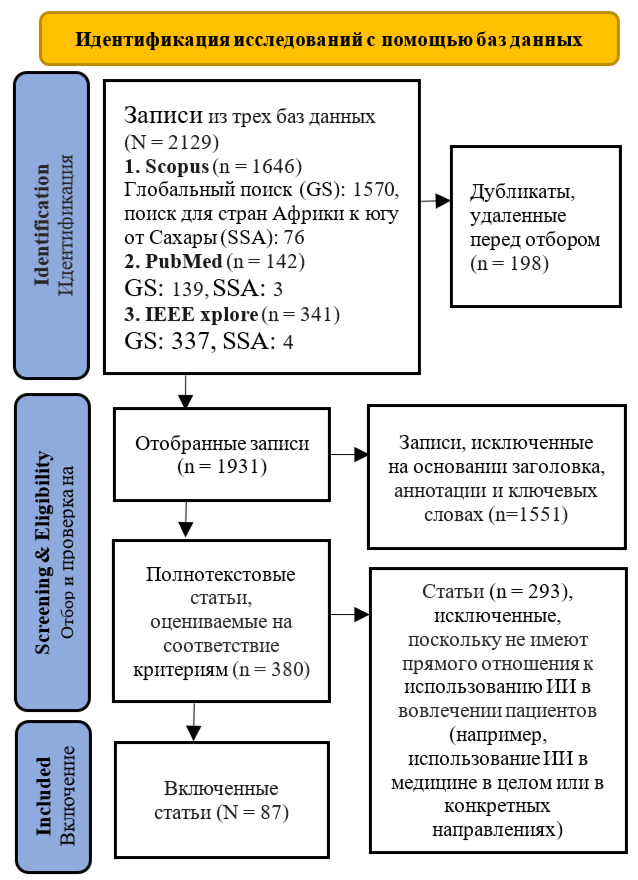 Идентификация исследований с помощью баз данных
Identification
Идентификация
Записи из трех баз данных
(N = 2129)
1. Scopus (n = 1646)
Глобальный поиск (GS): 1570,
поиск для стран Африки к югу
от Сахары (SSA): 76
2. PubMed (n = 142)
GS: 139, SSA: 3
3. IEEE xplore (n = 341)
GS: 337, SSA: 4
Дубликаты,
удаленные
перед отбором
(n = 198)
Screening & Eligibility
Отбор и проверка на
Отобранные записи
(n = 1931)
Записи, исключенные
на основании заголовка,
аннотации и ключевых
словах (n=1551)
Полнотекстовые
статьи,
оцениваемые на
соответствие
критериям (n = 380)
Статьи (n = 293),
исключенные,
поскольку не имеют
прямого отношения к
использованию ИИ в
вовлечении пациентов
(например,
использование ИИ в
медицине в целом или в
конкретных
направлениях)
Included
Включение
Включенные
статьи (N = 87)